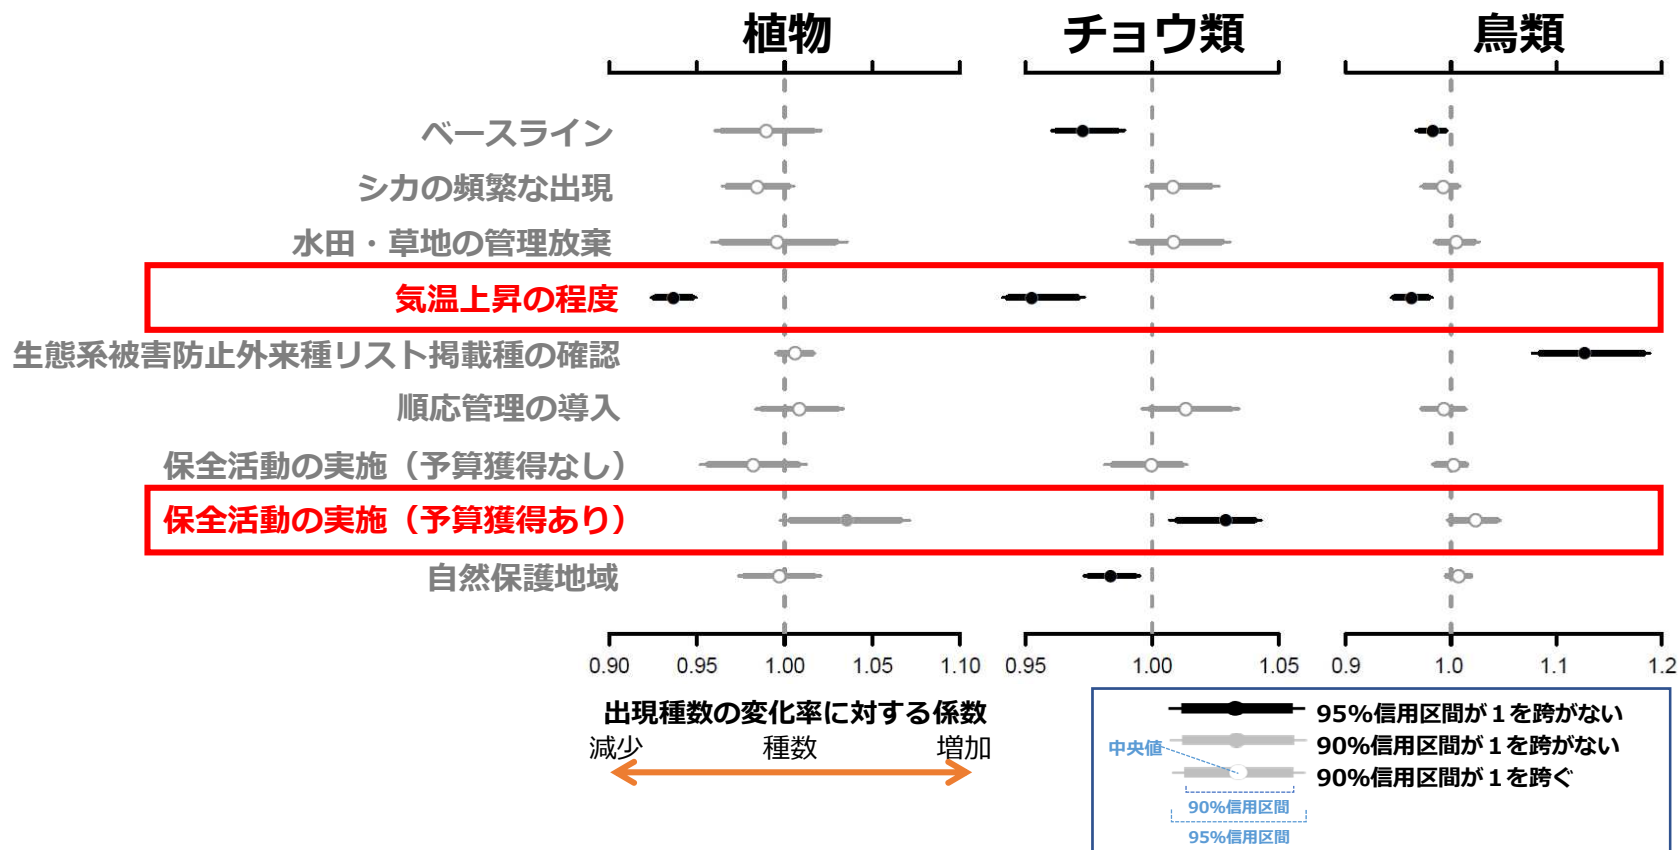 植物 チョウ類 鳥類
ベースライン
シカの頻繁な出現
水田・草地の管理放棄
気温上昇の程度
生態系被害防止外来種リスト掲載種の確認
順応管理の導入
保全活動の実施（予算獲得なし）
保全活動の実施（予算獲得あり）
自然保護地域
0.90 0.95 1.00 1.05 1.10 0.95 1.00 1.05 0.9 1.0 1.1 1.2
出現種数の変化率に対する係数
減少 種数 増加
95%信用区間が１を跨がない
90%信用区間が１を跨がない
中央値
90%信用区間が１を跨ぐ
90%信用区間
95%信用区間